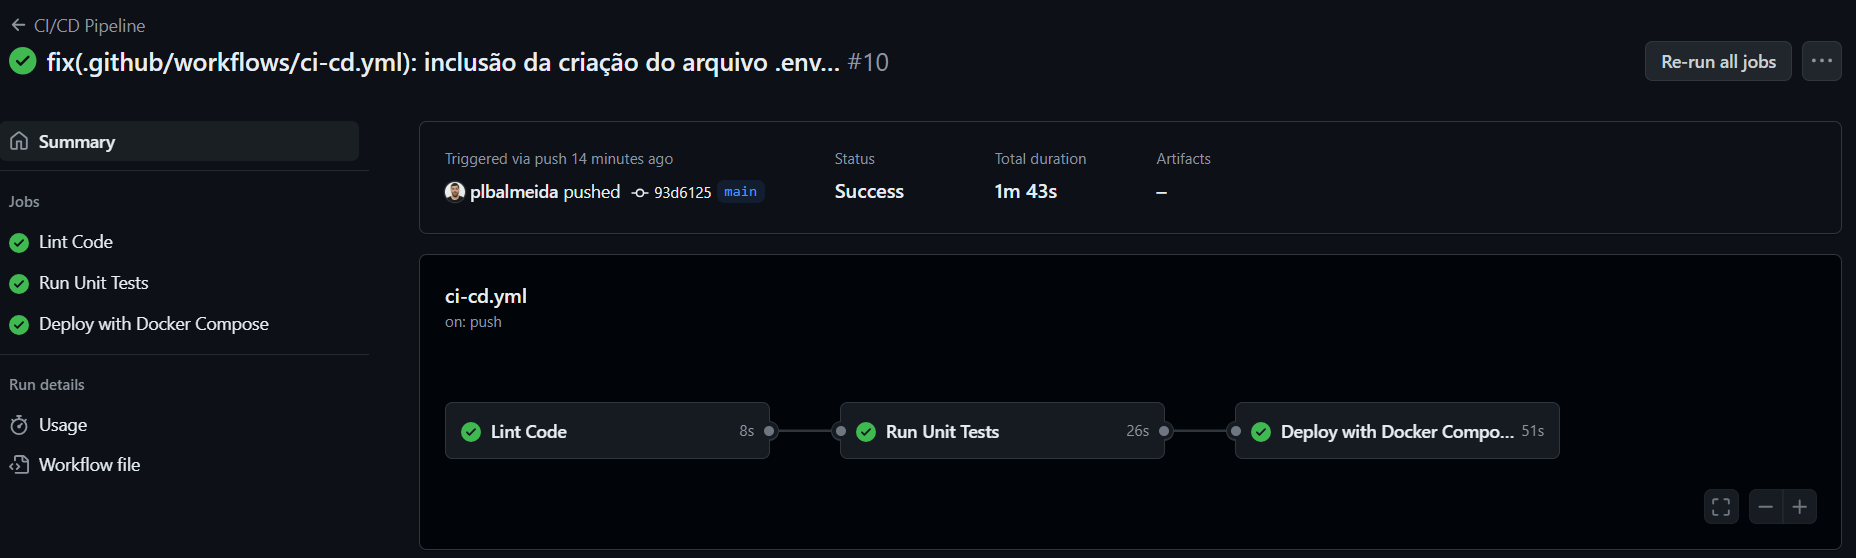 CI/CD Pipeline
fix(.github/workflows/ci-cd.yml): inclusão da criação do arquivo .env... #10
Re-run all jobs
Summary
Jobs
Lint Code
Run Unit Tests
Deploy with Docker Compose
Run details
Usage
Workflow file
Triggered via push 14 minutes ago
plbalmeida pushed 93d6125 main
Status
Success
Total duration
1m 43s
Artifacts
–
ci-cd.yml
on: push
Lint Code 8s
Run Unit Tests 26s
Deploy with Docker Compo... 51s